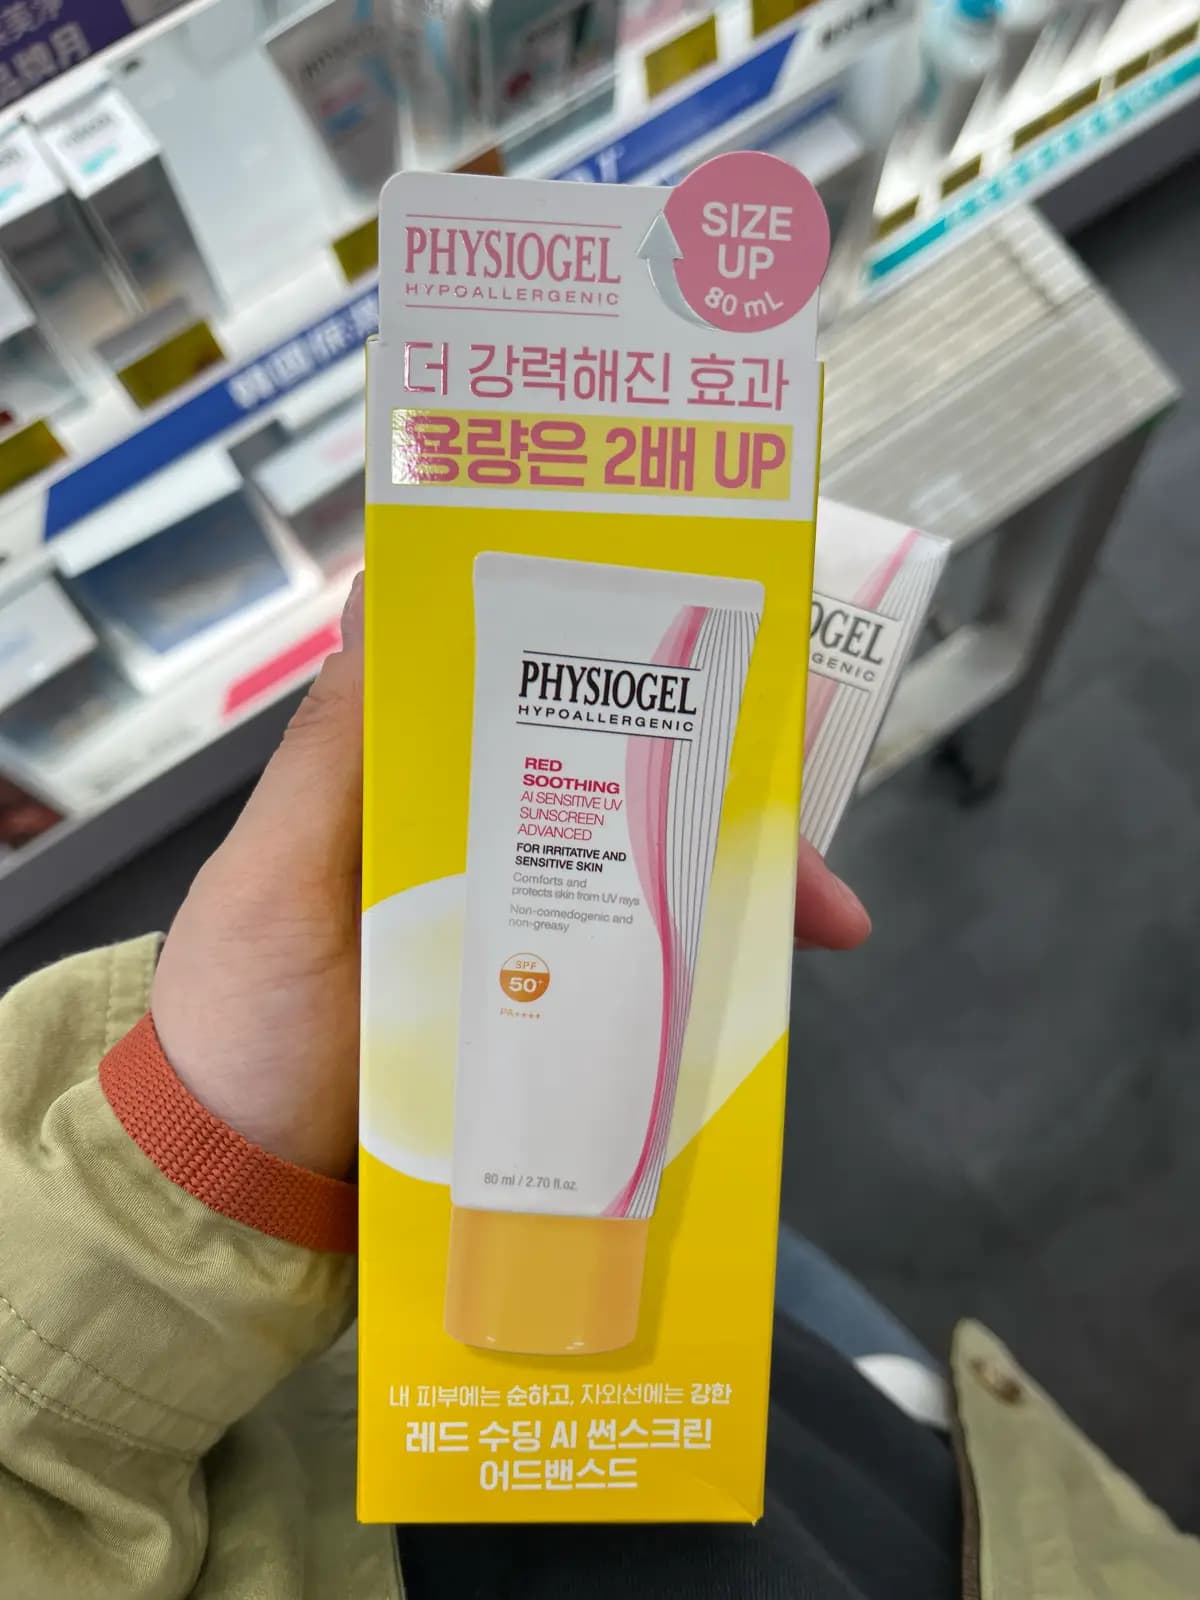 PHYSIOGEL
HYPOALLERGENIC
SIZE
UP
80 mL
더 강력해진 효과
용량은 2배 UP
PHYSIOGEL
HYPOALLERGENIC
RED
SOOTHING
AI SENSITIVE UV
SUNSCREEN
ADVANCED
FOR IRRITATIVE AND
SENSITIVE SKIN
Comforts and
protects skin from UV rays
Non-comedogenic and
non-greasy
SPF
50+
PA++++
80 ml / 2.70 fl.oz.
OGEL
GENIC
내 피부에는 순하고, 자외선에는 강한
레드 수딩 AI 썬스크린
어드밴스드